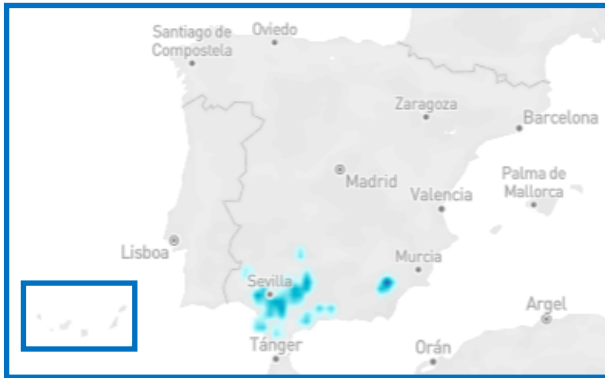 Santiago de
Compostela
Oviedo
Zaragoza
Barcelona
Madrid
Palma de
Mallorca
Valencia
Lisboa
Murcia
Sevilla
Argel
Tánger
Orán